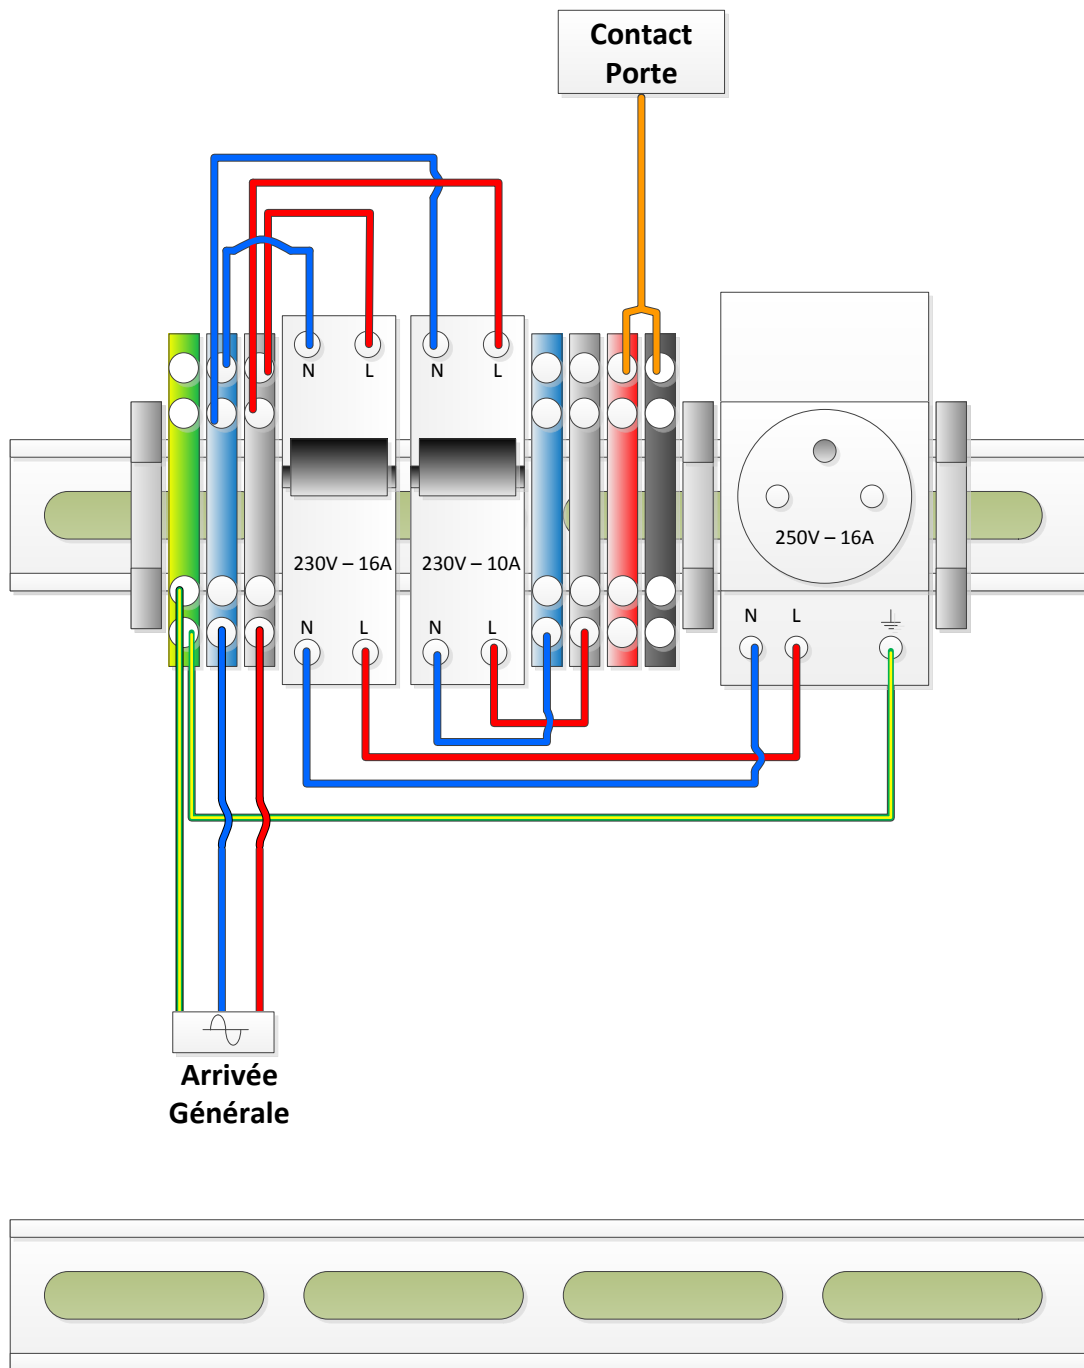 Contact
Porte
N L N L
230V – 16A 230V – 10A
250V – 16A
N L N L
N L
Arrivée
Générale